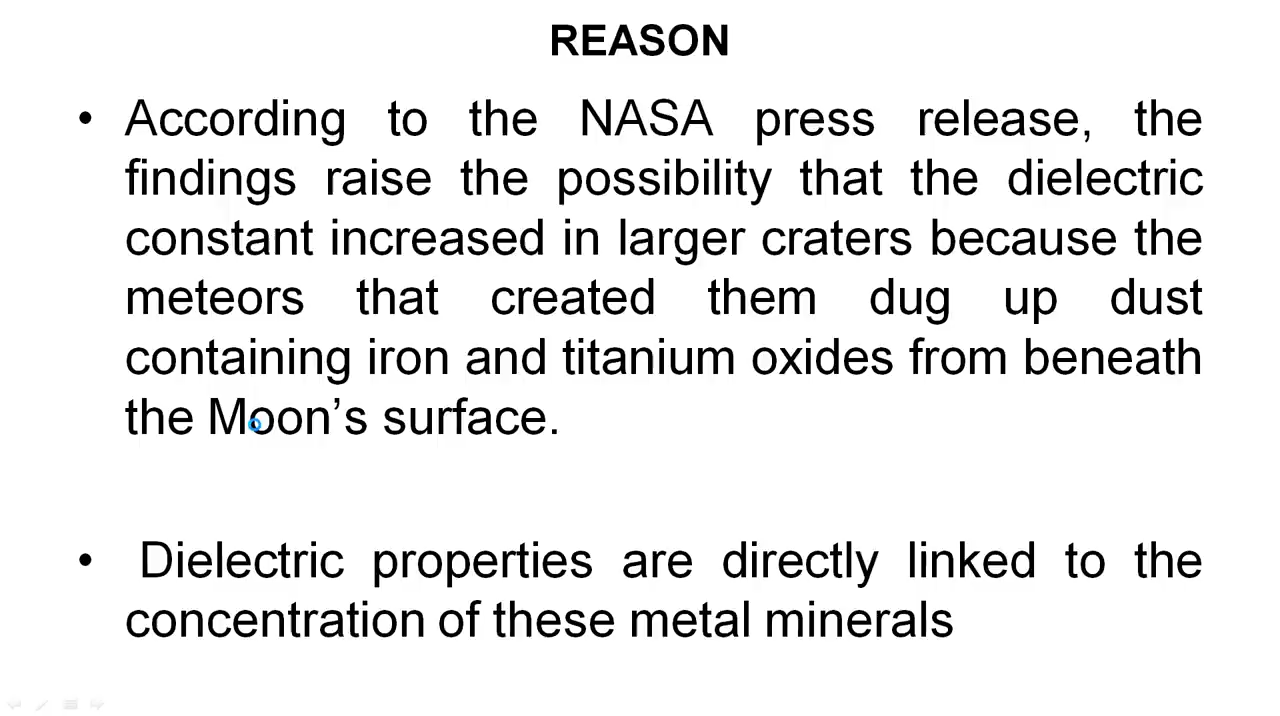 REASON
• According to the NASA press release, the
findings raise the possibility that the dielectric
constant increased in larger craters because the
meteors that created them dug up dust
containing iron and titanium oxides from beneath
the Moon’s surface.
• Dielectric properties are directly linked to the
concentration of these metal minerals